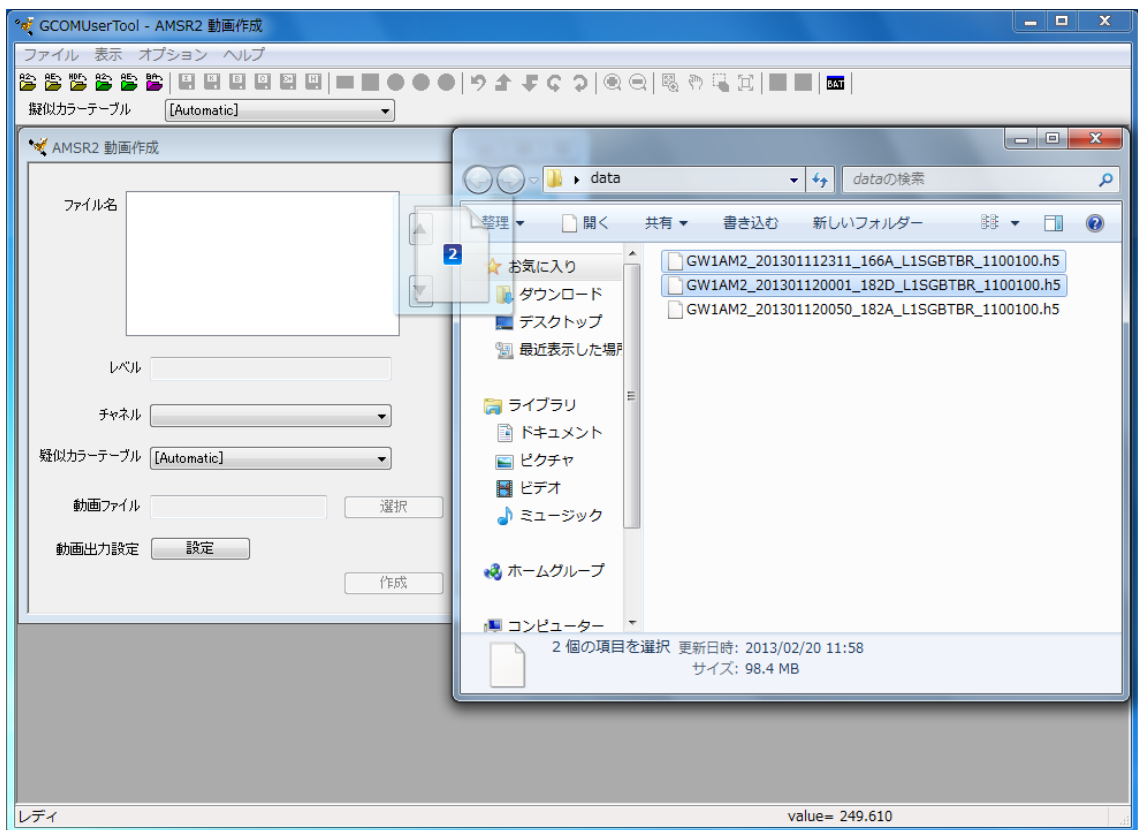 GCOMUserTool - AMSR2 動画作成
ファイル 表示 オプション ヘルプ
BAT
疑似カラーテーブル [Automatic]
AMSR2 動画作成
ファイル名
レベル
チャネル
疑似カラーテーブル [Automatic]
動画ファイル 選択
動画出力設定 設定
作成
2
data dataの検索
整理 開く 共有 書き込む 新しいフォルダー
お気に入り
ダウンロード
デスクトップ
最近表示した場所
ライブラリ
ドキュメント
ピクチャ
ビデオ
ミュージック
ホームグループ
コンピューター
GW1AM2_201301112311_166A_L1SGBTBR_1100100.h5
GW1AM2_201301120001_182D_L1SGBTBR_1100100.h5
GW1AM2_201301120050_182A_L1SGBTBR_1100100.h5
2 個の項目を選択 更新日時: 2013/02/20 11:58
サイズ: 98.4 MB
レディ value= 249.610